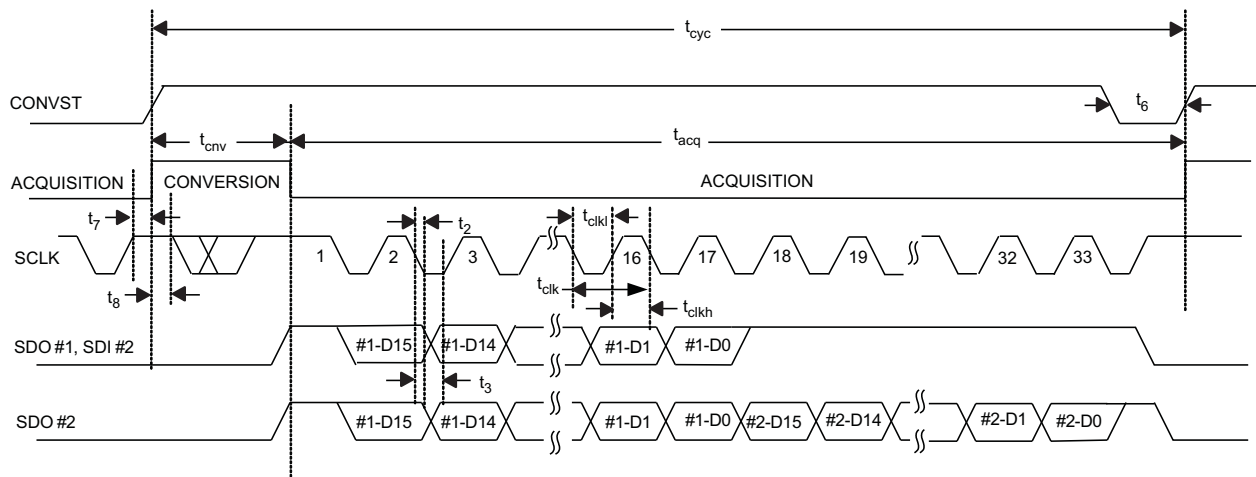 tcyc
CONVST
t6
tcnv
tacq
ACQUISITION
CONVERSION
ACQUISITION
t7
t2
tclkl
SCLK
1
2
3
16
17
18
19
32
33
t8
tclk
tclkh
SDO #1, SDI #2
#1-D15
#1-D14
#1-D1
#1-D0
t3
SDO #2
#1-D15
#1-D14
#1-D1
#1-D0
#2-D15
#2-D14
#2-D1
#2-D0